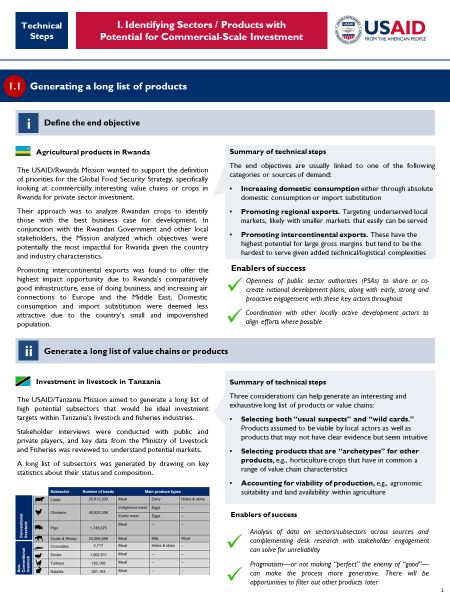 Technical
Steps
I. Identifying Sectors / Products with
Potential for Commercial-Scale Investment
USAID
FROM THE AMERICAN PEOPLE
1.1 Generating a long list of products
i Define the end objective
Agricultural products in Rwanda
The USAID/Rwanda Mission wanted to support the definition
of priorities for the Global Food Security Strategy, specifically
looking at commercially interesting value chains or crops in
Rwanda for private sector investment.
Their approach was to analyze Rwandan crops to identify
those with the best business case for development. In
conjunction with the Rwandan Government and other local
stakeholders, the Mission analyzed which objectives were
potentially the most impactful for Rwanda given the country
and industry characteristics.
Promoting intercontinental exports was found to offer the
highest impact opportunity due to Rwanda's comparatively
good infrastructure, ease of doing business, and increasing air
connections to Europe and the Middle East. Domestic
consumption and import substitution were deemed less
attractive due to the country's small and impoverished
population.
Summary of technical steps
The end objectives are usually linked to one of the following
categories or sources of demand:
• Increasing domestic consumption either through absolute
domestic consumption or import substitution
• Promoting regional exports. Targeting underserved local
markets, likely with smaller markets that easily can be served
• Promoting intercontinental exports. These have the
highest potential for large gross margins but tend to be the
hardest to serve given added technical/logistical complexities
Enablers of success
Openness of public sector authorities (PSAs) to share or co-
create national development plans, along with early, strong and
proactive engagement with these key actors throughout
Coordination with other locally active development actors to
align efforts where possible
ii Generate a long list of value chains or products
Investment in livestock in Tanzania
The USAID/Tanzania Mission aimed to generate a long list of
high potential subsectors that would be ideal investment
targets within Tanzania's livestock and fisheries industries.
Stakeholder interviews were conducted with public and
private players, and key data from the Ministry of Livestock
and Fisheries was reviewed to understand potential markets.
A long list of subsectors was generated by drawing on key
statistics about their status and composition.
Subsector Number of heads Main produce types
Conventional livestock
Cattle Meat Dairy Hides & skins
Chickens Indigenous meat Eggs –
Exotic meat Eggs –
Pigs Meat – –
Goats & Sheep Meat Milk Wool
Crocodiles Meat Hides & skins –
Ducks Meat – –
Turkeys Meat – –
Rabbits Meat – –
Summary of technical steps
Three considerations can help generate an interesting and
exhaustive long list of product or value chains:
• Selecting both "usual suspects" and "wild cards."
Products assumed to be viable by local actors as well as
products that may not have clear evidence but seem intuitive
• Selecting products that are "archetypes" for other
products, e.g., horticulture crops that have in common a
range of value chain characteristics
• Accounting for viability of production, e.g., agronomic
suitability and land availability within agriculture
Enablers of success
Analysis of data on sectors/subsectors across sources and
complementing desk research with stakeholder engagement
can solve for unreliability
Pragmatism—or not making "perfect" the enemy of "good"—
can make the process more generative. There will be
opportunities to filter out other products later